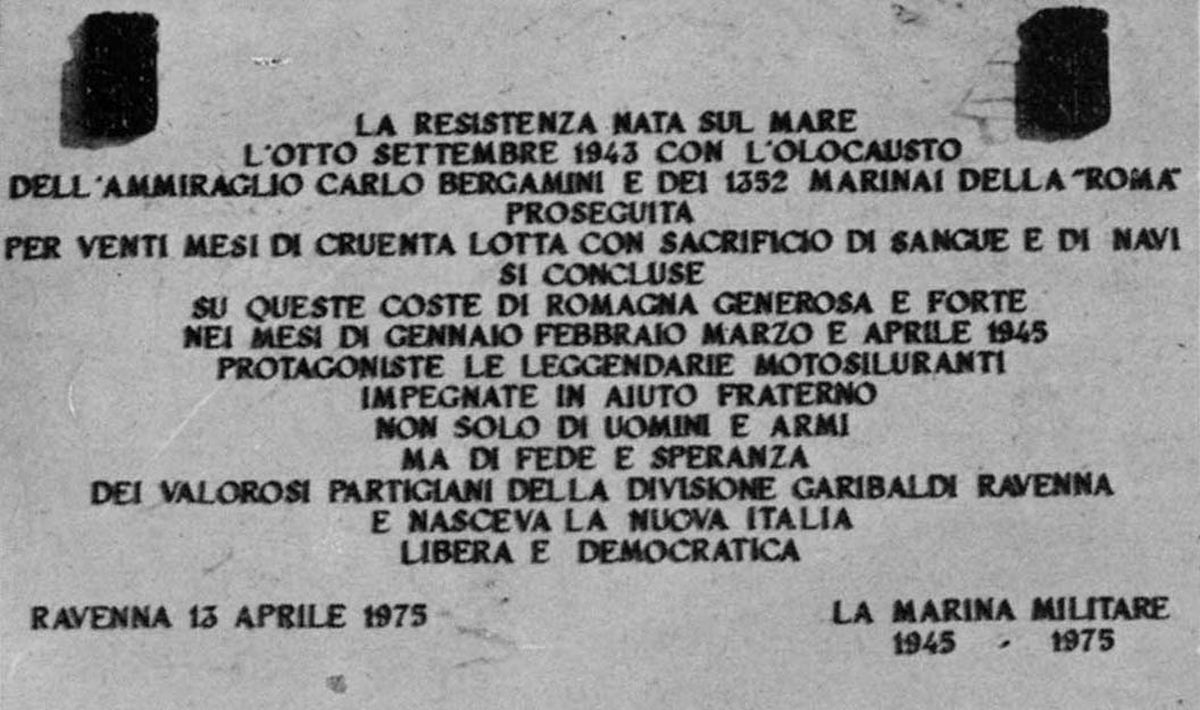 LA RESISTENZA NATA SUL MARE
L'OTTO SETTEMBRE 1943 CON L'OLOCAUSTO
DELL'AMMIRAGLIO CARLO BERGAMINI E DEI 1352 MARINAI DELLA "ROMA"
PROSEGUITA
PER VENTI MESI DI CRUENTA LOTTA CON SACRIFICIO DI SANGUE E DI NAVI
SI CONCLUSE
SU QUESTE COSTE DI ROMAGNA GENEROSA E FORTE
NEI MESI DI GENNAIO FEBBRAIO MARZO E APRILE 1945
PROTAGONISTE LE LEGGENDARIE MOTOSILURANTI
IMPEGNATE IN AIUTO FRATERNO
NON SOLO DI UOMINI E ARMI
MA DI FEDE E SPERANZA
DEI VALOROSI PARTIGIANI DELLA DIVISIONE GARIBALDI RAVENNA
E NASCEVA LA NUOVA ITALIA
LIBERA E DEMOCRATICA
RAVENNA 13 APRILE 1975
LA MARINA MILITARE
1945 - 1975